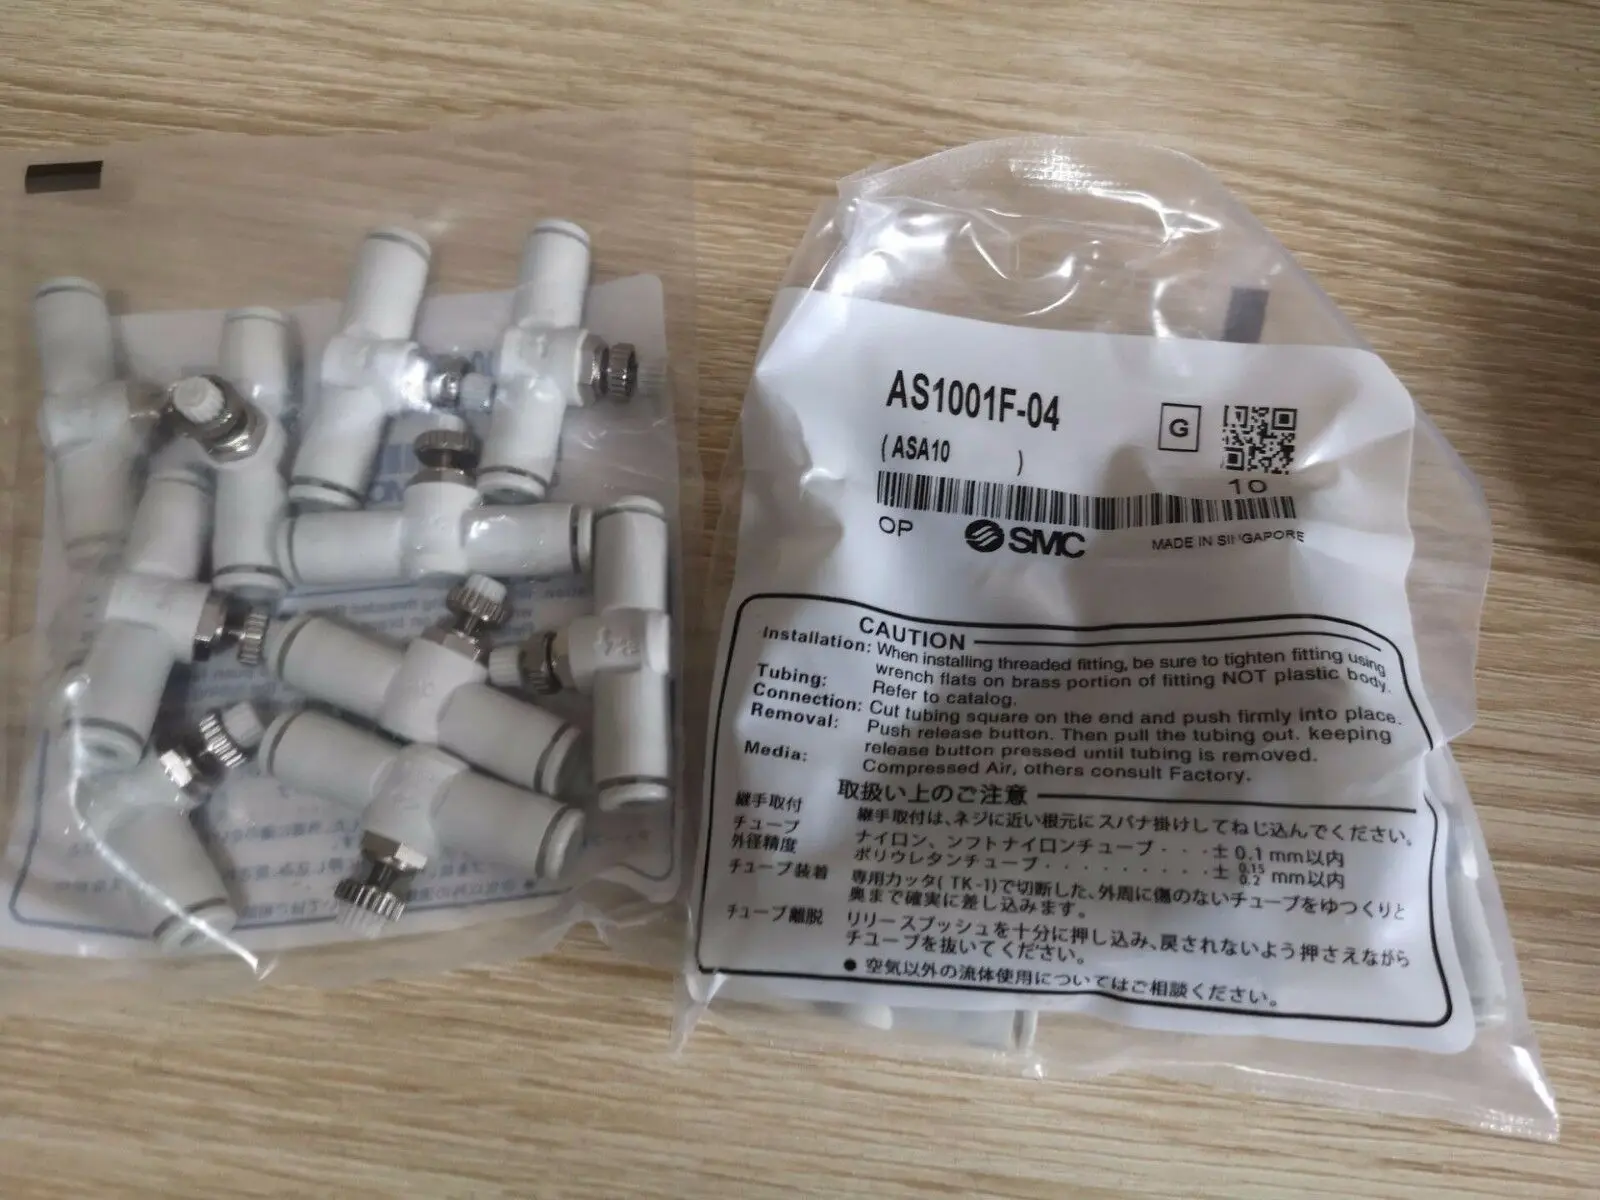 AS1001F-04
(ASA10 )
G
10
OP
SMC
MADE IN SINGAPORE
CAUTION
Installation: When installing threaded fitting, be sure to tighten fitting using
wrench flats on brass portion of fitting NOT plastic body.
Tubing: Refer to catalog.
Connection: Cut tubing square on the end and push firmly into place.
Removal: Push release button. Then pull the tubing out. keeping
release button pressed until tubing is removed.
Media: Compressed Air, others consult Factory.
取扱い上のご注意
継手取付 継手取付は、ネジに近い根元にスパナ掛けしてねじ込んでください。
チューブ ナイロン、ソフトナイロンチューブ・・・± 0.1 mm以内
外径精度 ポリウレタンチューブ・・・・・・・・± 0.15 0.2 mm以内
チューブ装着 専用カッタ(TK-1)で切断した、外周に傷のないチューブをゆつくりと
奥まで確実に差し込みます。
チューブ離脱 リリースプッシュを十分に押し込み、戻されないよう押さえながら
チューブを抜いてください。
● 空気以外の流体使用についてはご相談ください。